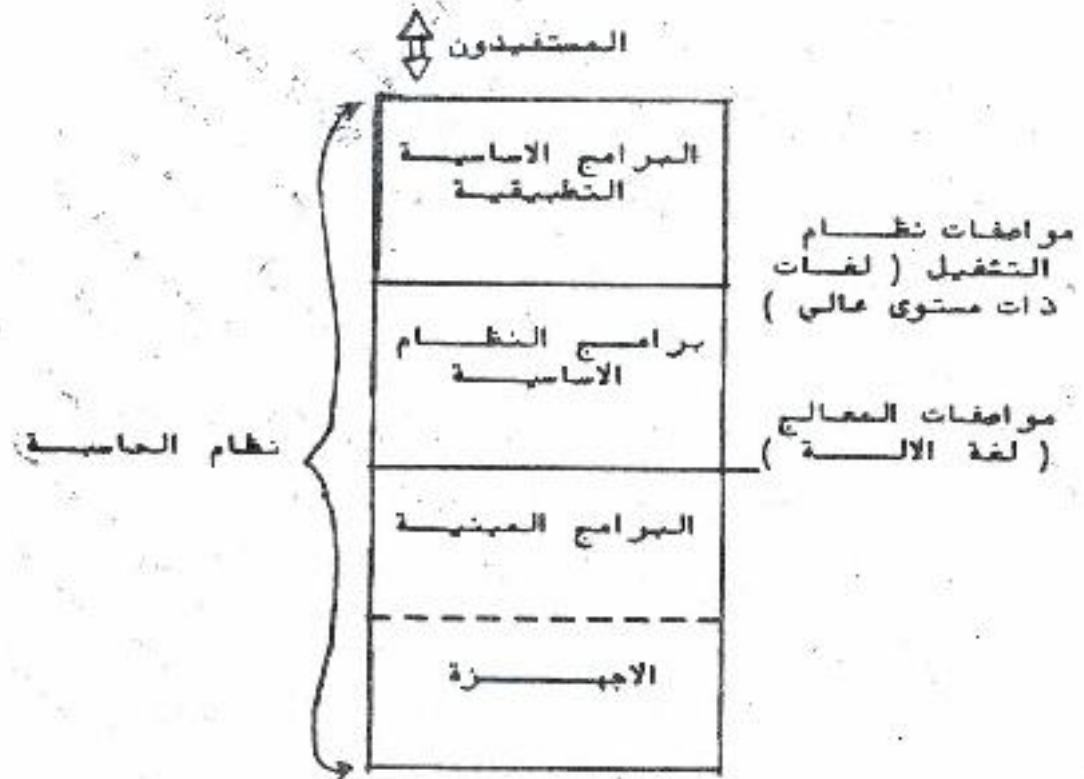 المستفيدون
البرامج الاساسية
التطبيقية
مواصفات نظام
التشغيل ( لغات
ذات مستوى عالي )
برامج النظام
الاساسية
مواصفات المعالج
( لغة الالة )
نظام الحاسبة
البرامج المبنية
الاجهزة